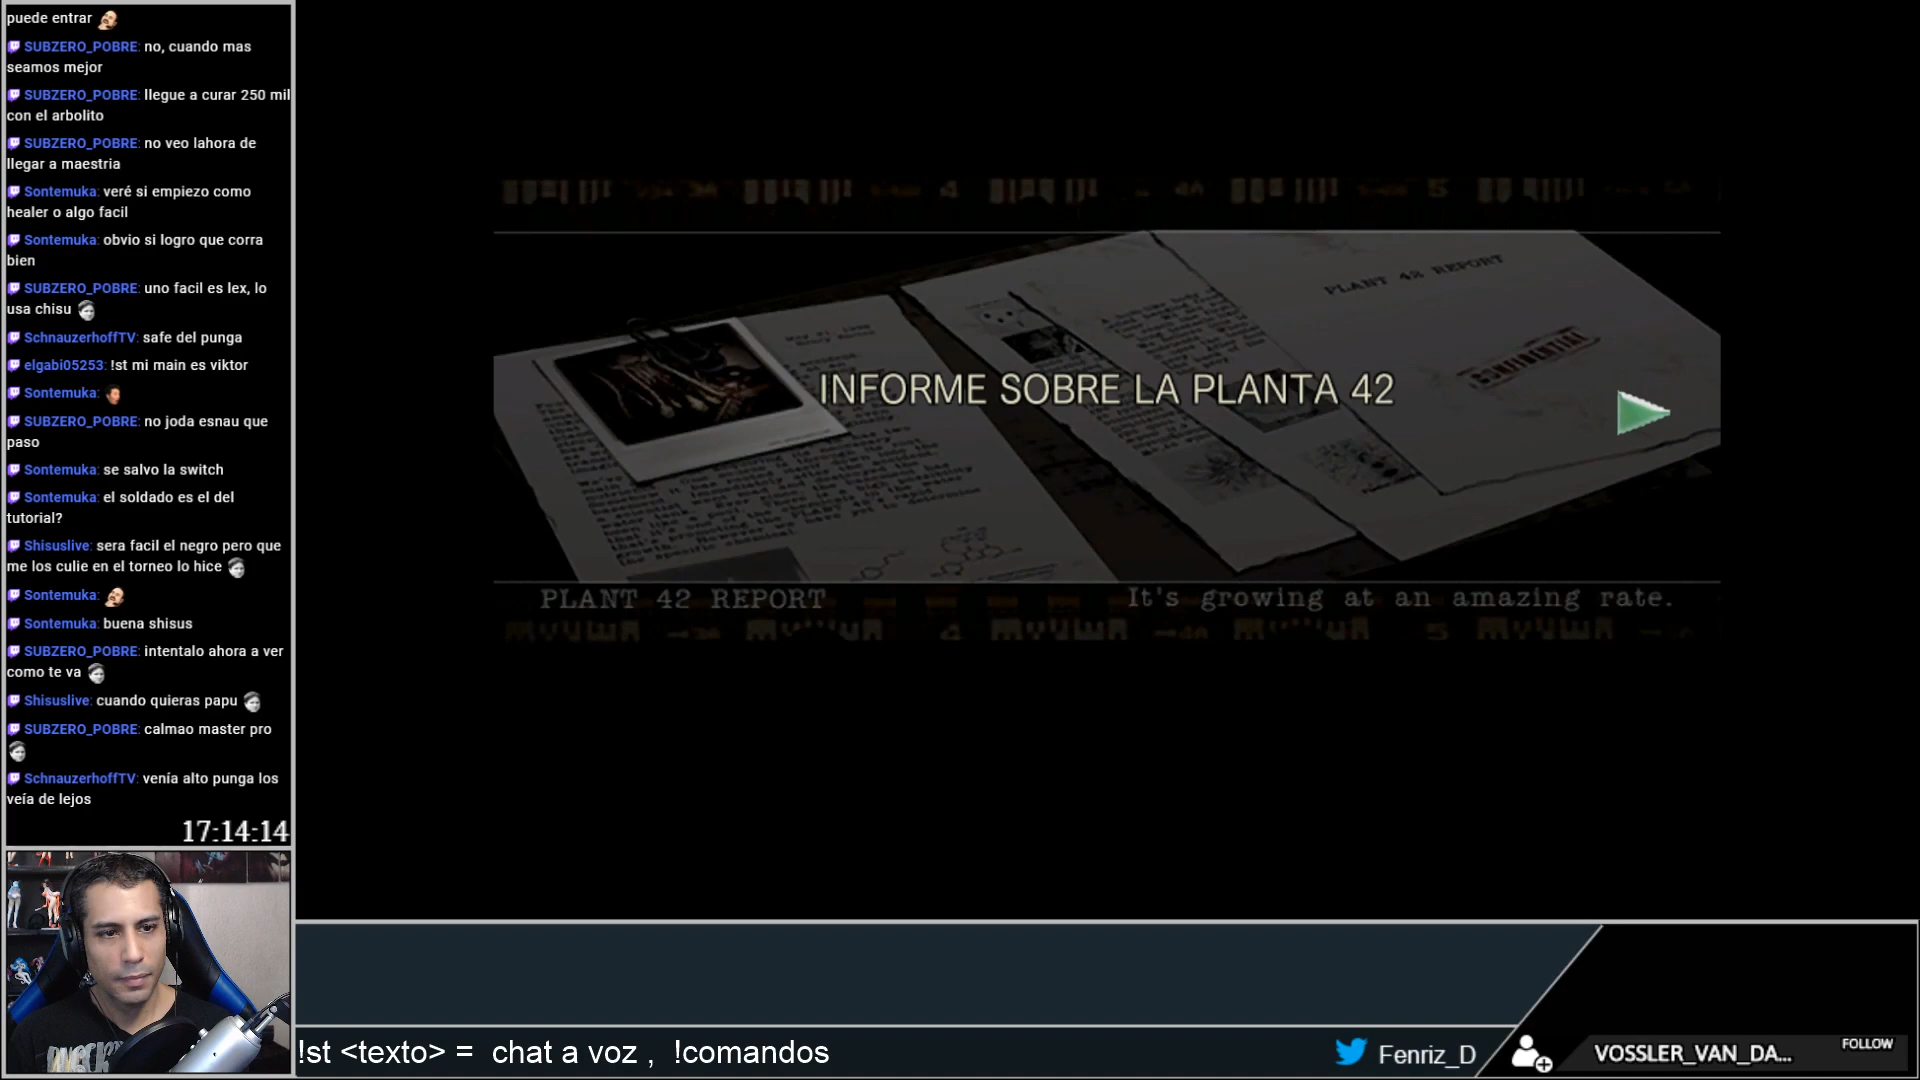 puede entrar
SUBZERO_POBRE: no, cuando mas
seamos mejor
SUBZERO_POBRE: llegue a curar 250 mil
con el arbolito
SUBZERO_POBRE: no veo lahora de
llegar a maestria
Sontemuka: veré si empiezo como
healer o algo facil
Sontemuka: obvio si logro que corra
bien
SUBZERO_POBRE: uno facil es lex, lo
usa chisu
SchnauzerhoffTV: safe del punga
elgabi05253: !st mi main es viktor
Sontemuka:
SUBZERO_POBRE: no joda esnau que
paso
Sontemuka: se salvo la switch
Sontemuka: el soldado es el del
tutorial?
Shisuslive: sera facil el negro pero que
me los culie en el torneo lo hice
Sontemuka:
Sontemuka: buena shisus
SUBZERO_POBRE: intentalo ahora a ver
como te va
Shisuslive: cuando quieras papu
SUBZERO_POBRE: calmao master pro
SchnauzerhoffTV: venía alto punga los
veía de lejos
17:14:14
PLANT 42 REPORT
CONFIDENTIAL
INFORME SOBRE LA PLANTA 42
PLANT 42 REPORT
It's growing at an amazing rate.
!st <texto> = chat a voz , !comandos
Fenriz_D
VOSSLER_VAN_DA...
FOLLOW